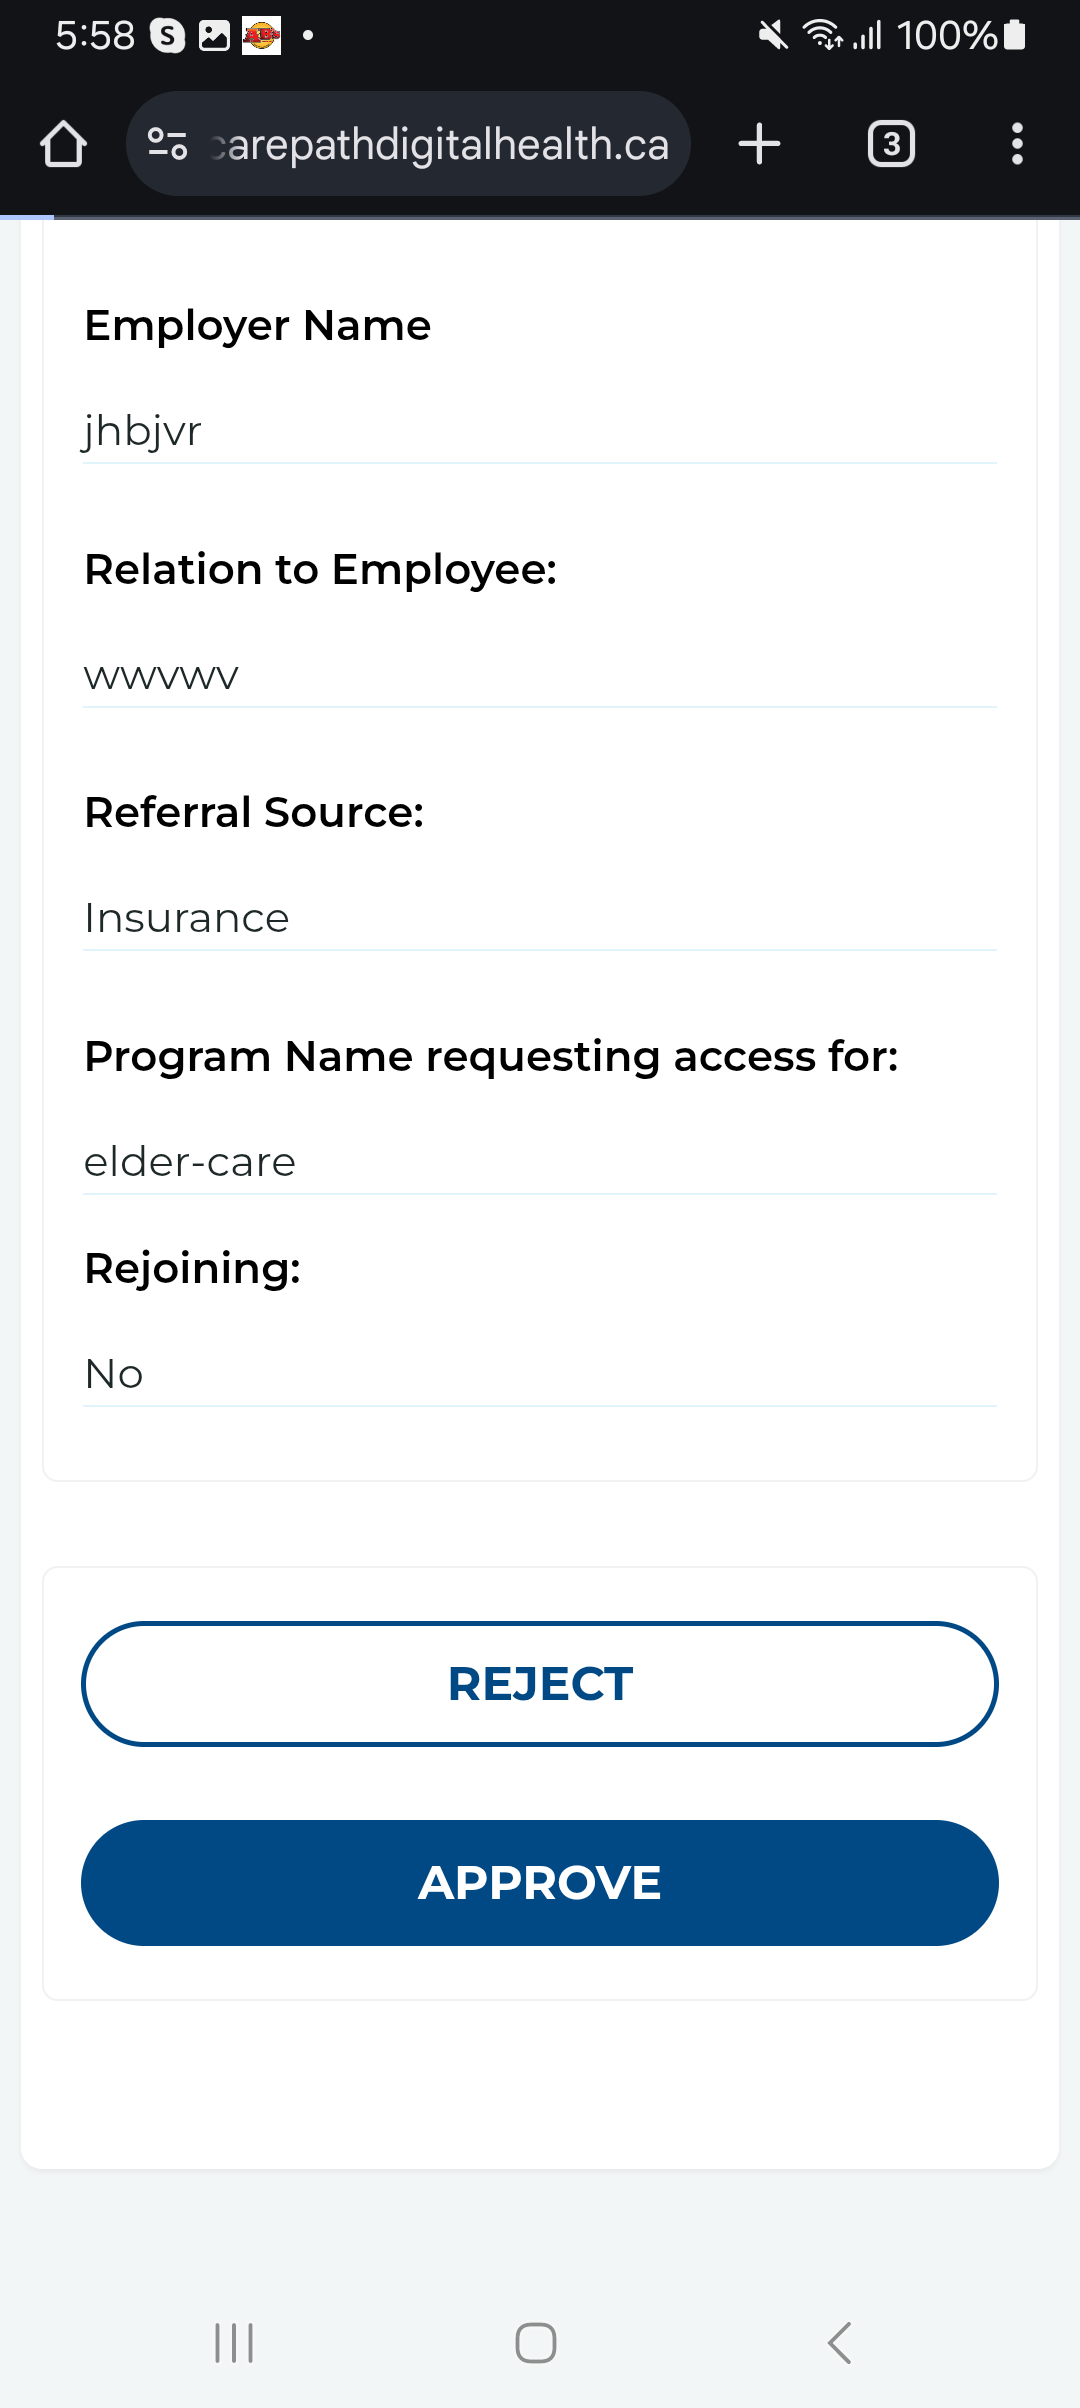 5:58 S AB's 100%
carepathdigitalhealth.ca 3
Employer Name
jhbjvr
Relation to Employee:
wwvwv
Referral Source:
Insurance
Program Name requesting access for:
elder-care
Rejoining:
No
REJECT
APPROVE